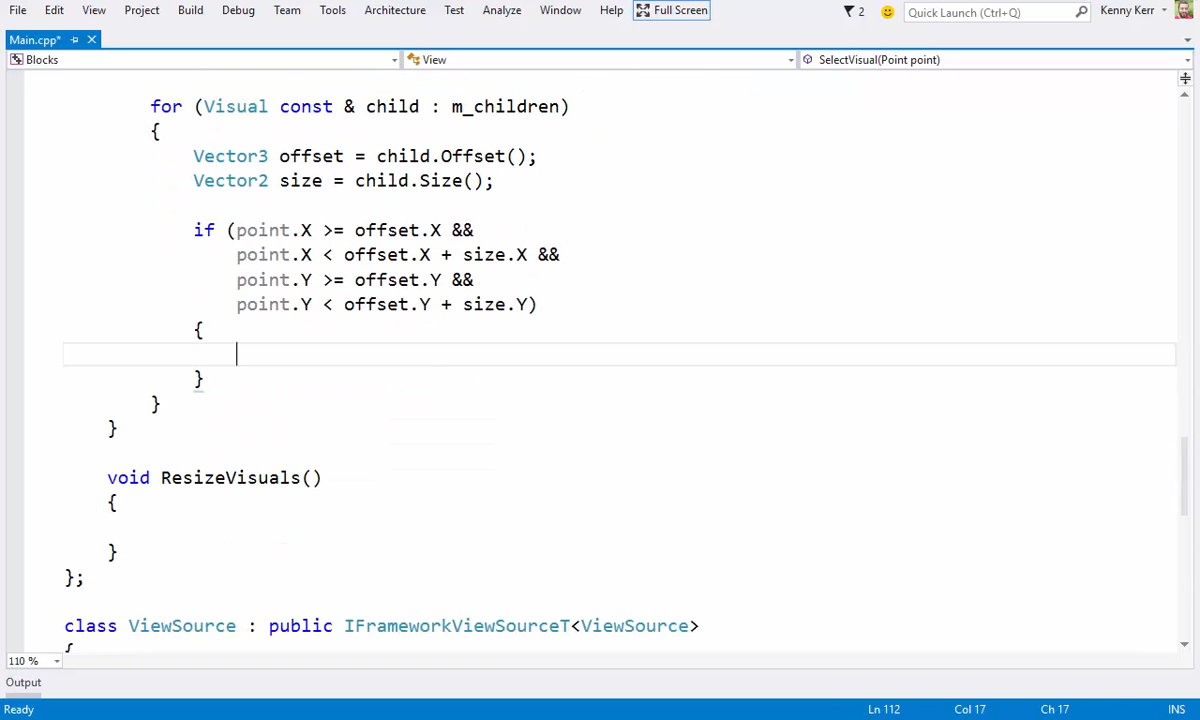 File Edit View Project Build Debug Team Tools Architecture Test Analyze Window Help Full Screen 2 Quick Launch (Ctrl+Q) Kenny Kerr
Main.cpp*
Blocks View SelectVisual(Point point)
for (Visual const & child : m_children)
{
Vector3 offset = child.Offset();
Vector2 size = child.Size();
if (point.X >= offset.X &&
point.X < offset.X + size.X &&
point.Y >= offset.Y &&
point.Y < offset.Y + size.Y)
{
}
}
}
void ResizeVisuals()
{
}
};
class ViewSource : public IFrameworkViewSourceT<ViewSource>
{
110 %
Output
Ready Ln 112 Col 17 Ch 17 INS